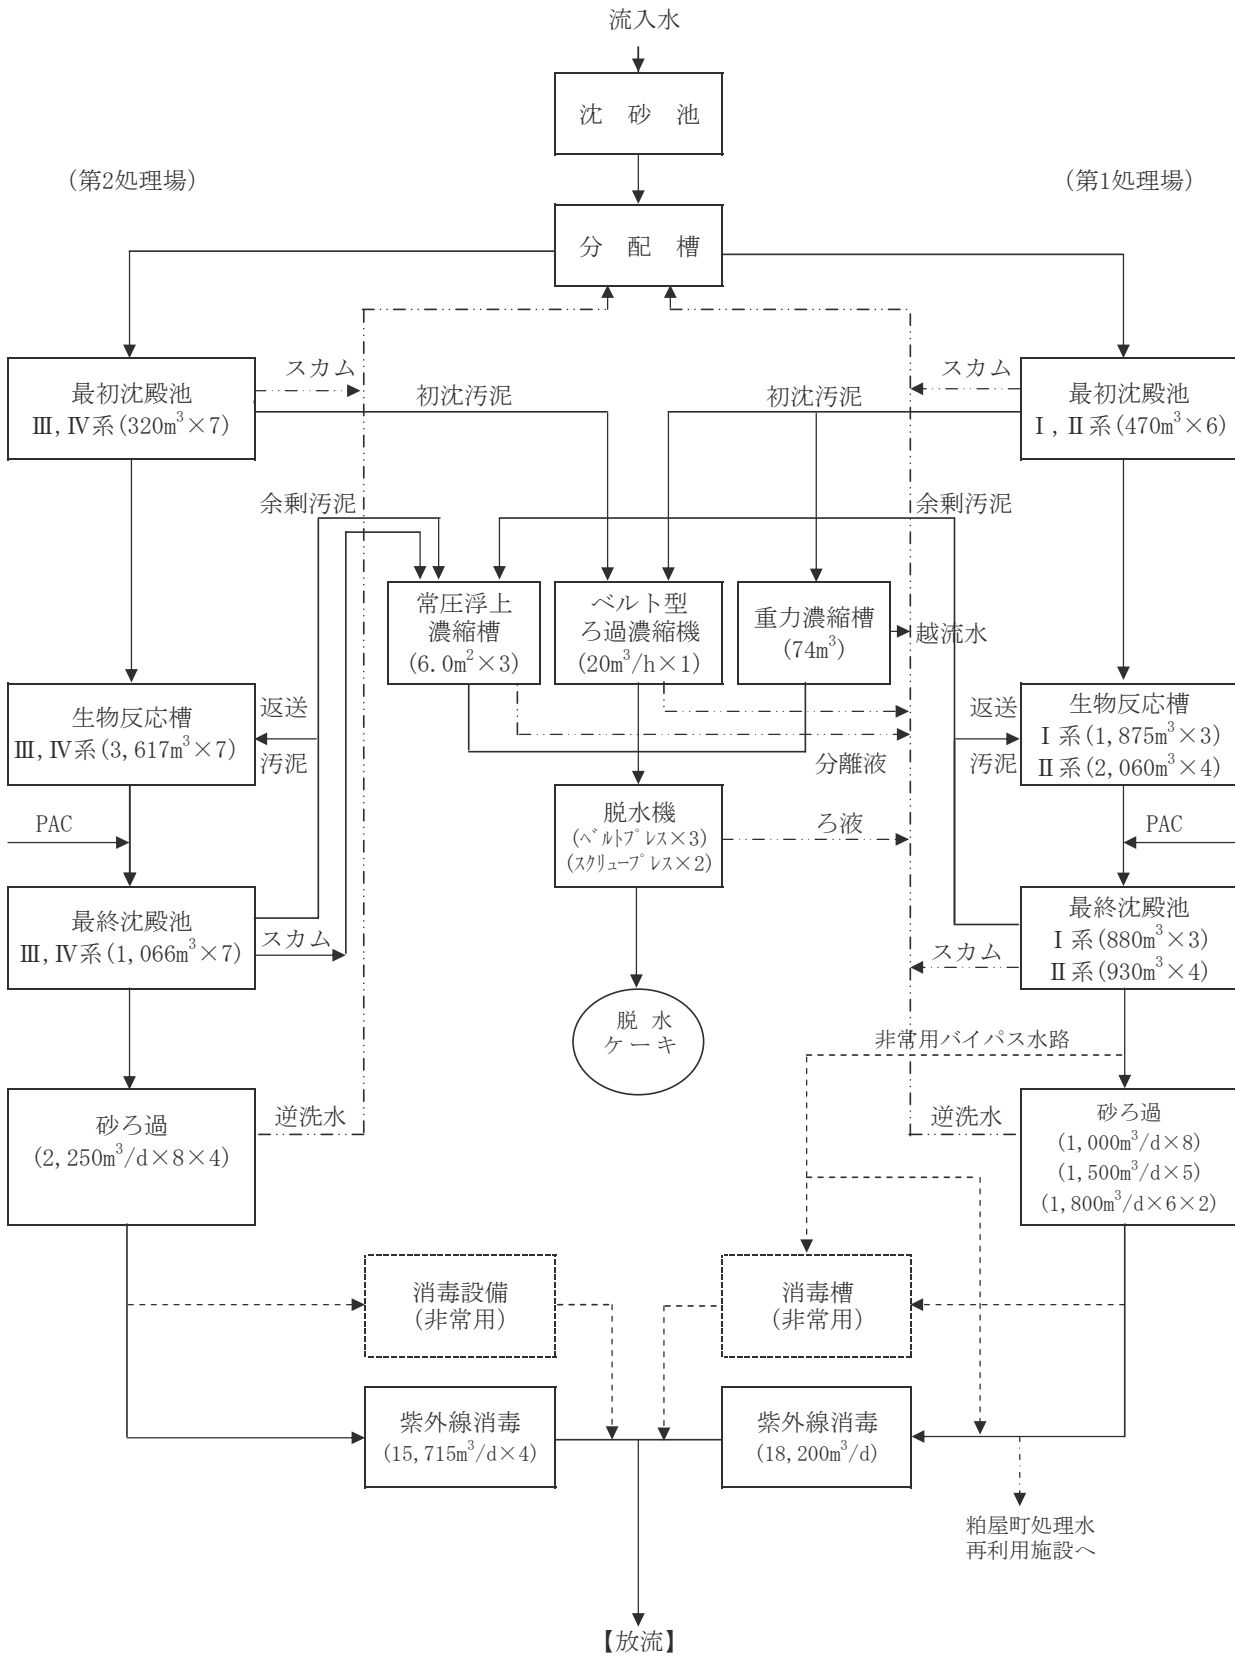 流入水
沈 砂 池
(第2処理場)
(第1処理場)
分 配 槽
スカム
スカム
最初沈殿池
Ⅲ,Ⅳ系(320m³×7)
初沈汚泥
初沈汚泥
最初沈殿池
Ⅰ,Ⅱ系(470m³×6)
余剰汚泥
余剰汚泥
常圧浮上
濃縮槽
(6.0m²×3)
ベルト型
ろ過濃縮機
(20m³/h×1)
重力濃縮槽
(74m³)
越流水
生物反応槽
Ⅲ,Ⅳ系(3,617m³×7)
返送
汚泥
返送
汚泥
生物反応槽
Ⅰ系(1,875m³×3)
Ⅱ系(2,060m³×4)
分離液
PAC
脱水機
(ベルトプレス×3)
(スクリュープレス×2)
ろ液
PAC
最終沈殿池
Ⅲ,Ⅳ系(1,066m³×7)
スカム
スカム
最終沈殿池
Ⅰ系(880m³×3)
Ⅱ系(930m³×4)
脱 水
ケーキ
非常用バイパス水路
砂ろ過
(2,250m³/d×8×4)
逆洗水
逆洗水
砂ろ過
(1,000m³/d×8)
(1,500m³/d×5)
(1,800m³/d×6×2)
消毒設備
(非常用)
消毒槽
(非常用)
紫外線消毒
(15,715m³/d×4)
紫外線消毒
(18,200m³/d)
粕屋町処理水
再利用施設へ
【放流】